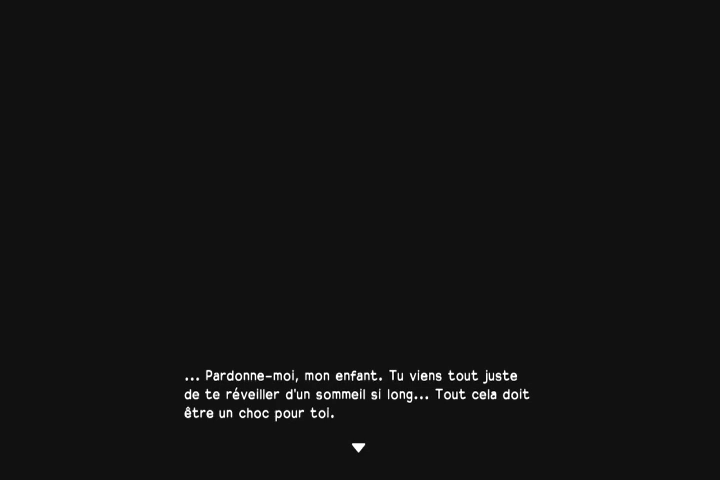 ... Pardonne-moi, mon enfant. Tu viens tout juste
de te réveiller d'un sommeil si long... Tout cela doit
être un choc pour toi.